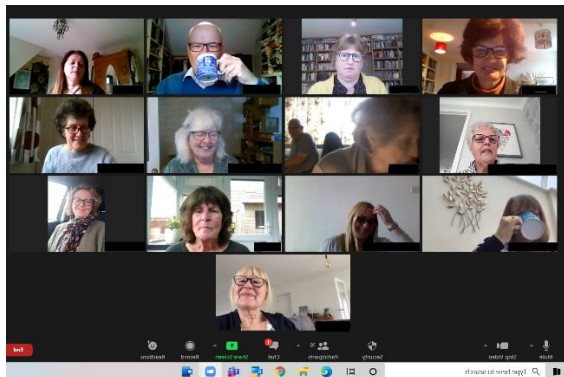 Mute
Stop Video
Security
Participants
Chat
Share Screen
Record
Reactions
End
Type here to search